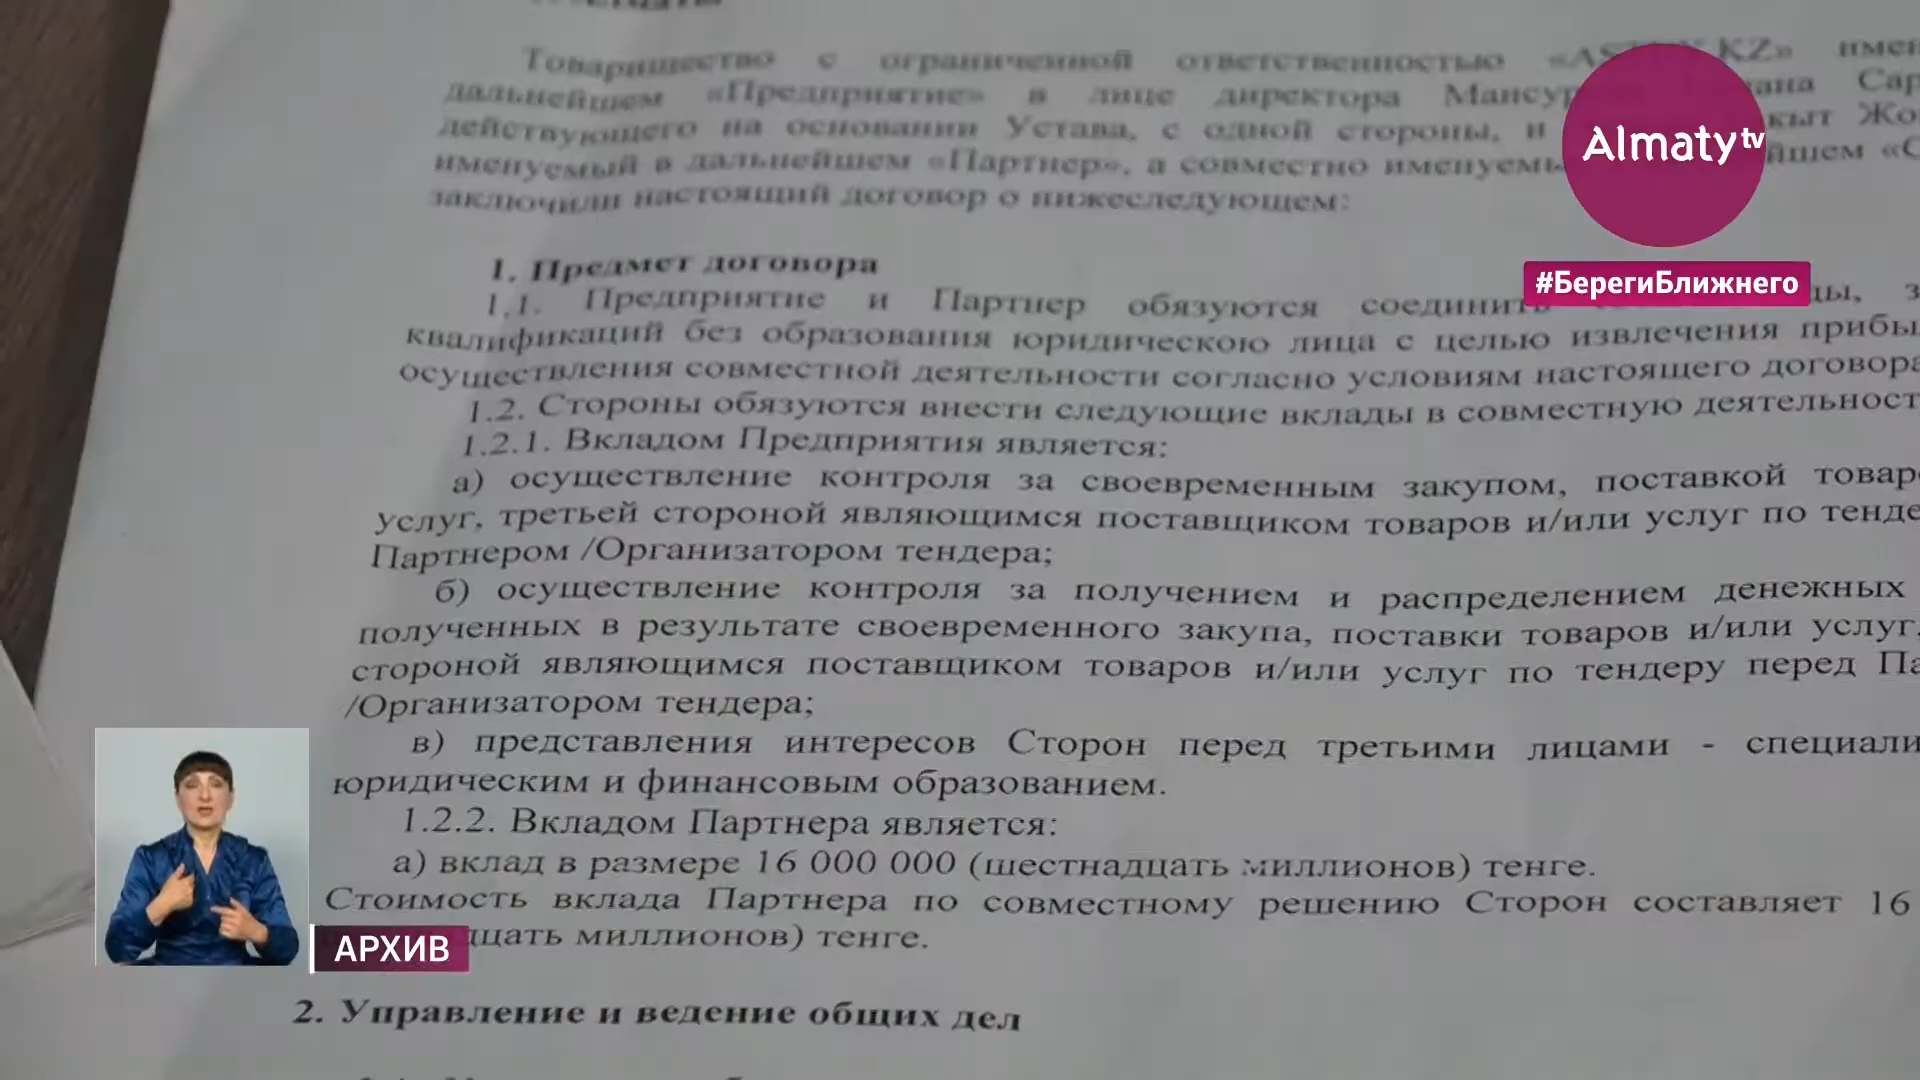 Товарищество с ограниченной ответственностью KZ»
дальнейшем «Предприятие» в лице директора
действующего на основании Устава, с одной стороны, и
именуемый в дальнейшем «Партнер», а совместно
заключили настоящий договор о нижеследующем:
Almaty tv
#БерегиБлижнего
1. Предмет договора
1.1. Предприятие и Партнер обязуются соединить
квалификаций без образования юридическою лица с целью извлечения
осуществления совместной деятельности согласно условиям настоящего договора
1.2. Стороны обязуются внести следующие вклады в совместную
1.2.1. Вкладом Предприятия является:
а) осуществление контроля за своевременным закупом, поставкой
услуг, третьей стороной являющимся поставщиком товаров и/или услуг по
Партнером /Организатором тендера;
б) осуществление контроля за получением и распределением денежных
полученных в результате своевременного закупа, поставки товаров и/или услуг,
стороной являющимся поставщиком товаров и/или услуг по тендеру перед
/Организатором тендера;
в) представления интересов Сторон перед третьими лицами -
юридическим и финансовым образованием.
1.2.2. Вкладом Партнера является:
а) вклад в размере 16 000 000 (шестнадцать миллионов) тенге.
Стоимость вклада Партнера по совместному решению Сторон составляет 16
миллионов) тенге.
АРХИВ
2. Управление и ведение общих дел